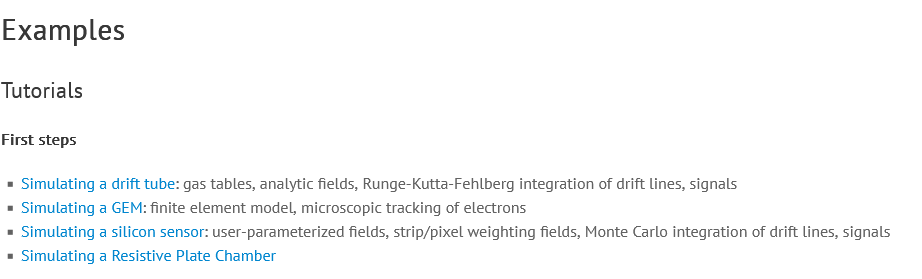 Examples
Tutorials
First steps
Simulating a drift tube: gas tables, analytic fields, Runge-Kutta-Fehlberg integration of drift lines, signals
Simulating a GEM: finite element model, microscopic tracking of electrons
Simulating a silicon sensor: user-parameterized fields, strip/pixel weighting fields, Monte Carlo integration of drift lines, signals
Simulating a Resistive Plate Chamber